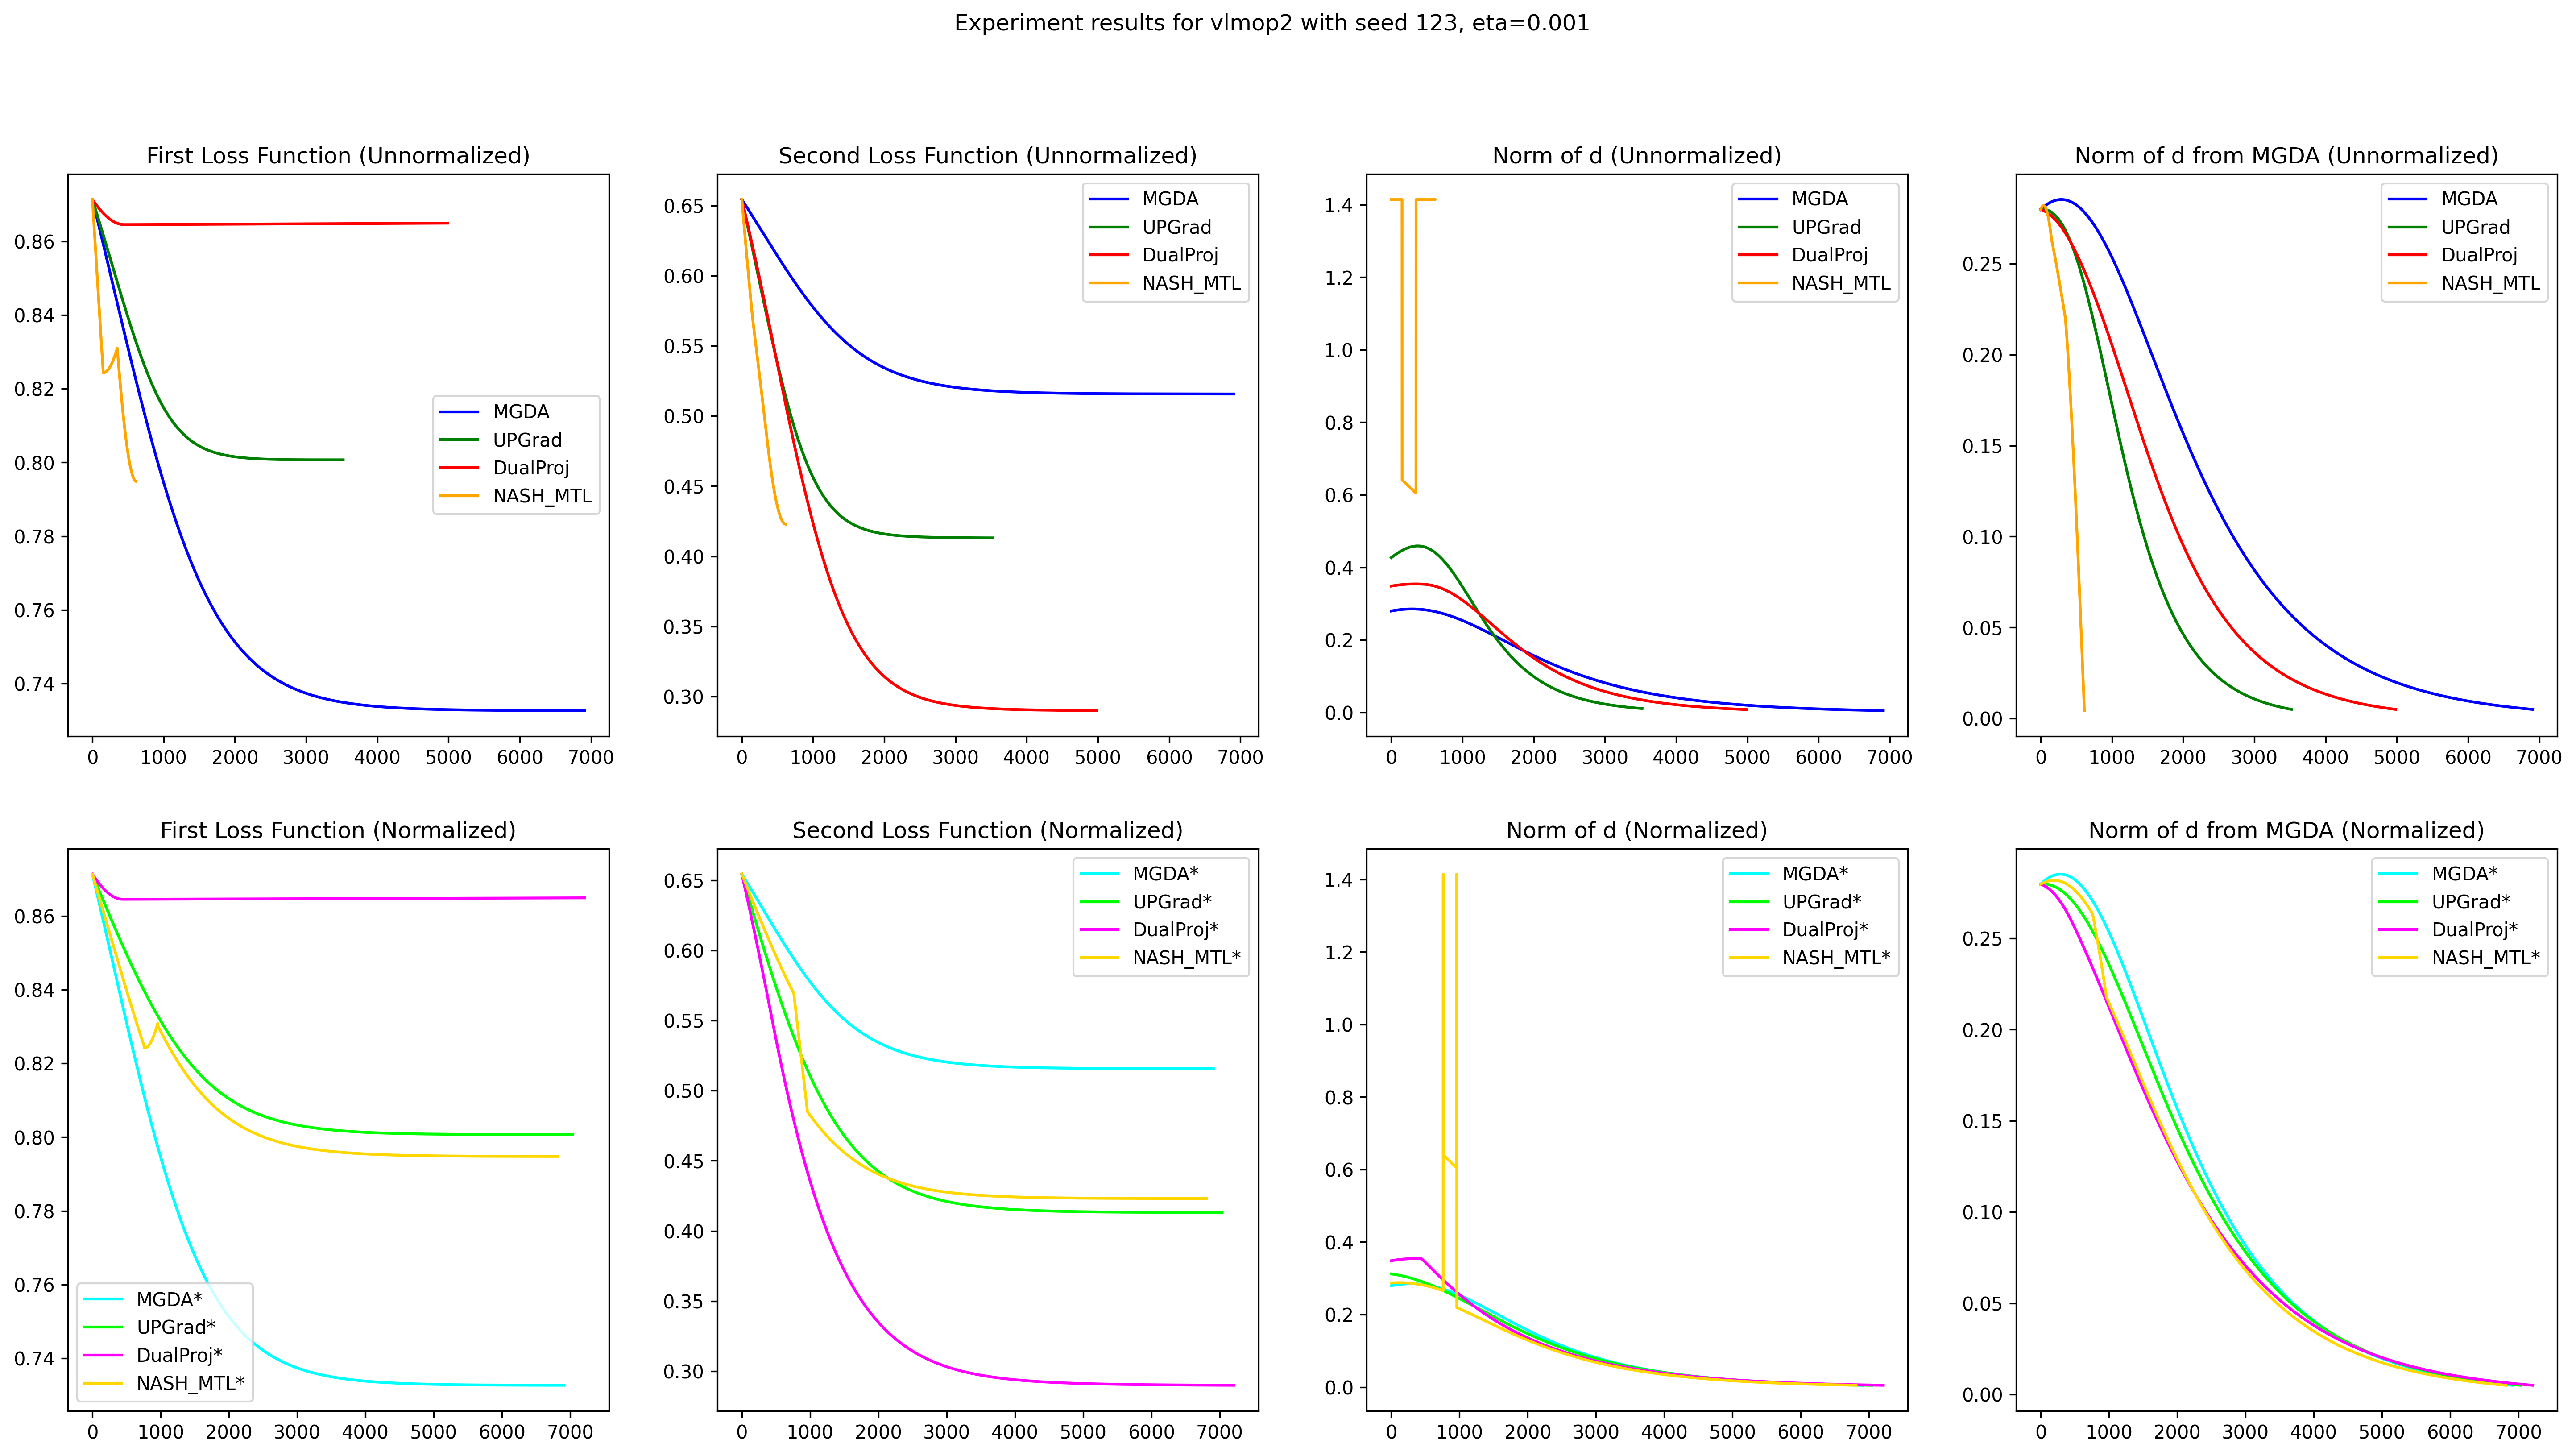 Experiment results for vlmop2 with seed 123, eta=0.001
First Loss Function (Unnormalized)
0.86
0.84
0.82
0.80
0.78
0.76
0.74
0 1000 2000 3000 4000 5000 6000 7000
MGDA
UPGrad
DualProj
NASH_MTL
Second Loss Function (Unnormalized)
0.65
0.60
0.55
0.50
0.45
0.40
0.35
0.30
0 1000 2000 3000 4000 5000 6000 7000
MGDA
UPGrad
DualProj
NASH_MTL
Norm of d (Unnormalized)
1.4
1.2
1.0
0.8
0.6
0.4
0.2
0.0
0 1000 2000 3000 4000 5000 6000 7000
MGDA
UPGrad
DualProj
NASH_MTL
Norm of d from MGDA (Unnormalized)
0.25
0.20
0.15
0.10
0.05
0.00
0 1000 2000 3000 4000 5000 6000 7000
MGDA
UPGrad
DualProj
NASH_MTL
First Loss Function (Normalized)
0.86
0.84
0.82
0.80
0.78
0.76
0.74
0 1000 2000 3000 4000 5000 6000 7000
MGDA*
UPGrad*
DualProj*
NASH_MTL*
Second Loss Function (Normalized)
0.65
0.60
0.55
0.50
0.45
0.40
0.35
0.30
0 1000 2000 3000 4000 5000 6000 7000
MGDA*
UPGrad*
DualProj*
NASH_MTL*
Norm of d (Normalized)
1.4
1.2
1.0
0.8
0.6
0.4
0.2
0.0
0 1000 2000 3000 4000 5000 6000 7000
MGDA*
UPGrad*
DualProj*
NASH_MTL*
Norm of d from MGDA (Normalized)
0.25
0.20
0.15
0.10
0.05
0.00
0 1000 2000 3000 4000 5000 6000 7000
MGDA*
UPGrad*
DualProj*
NASH_MTL*